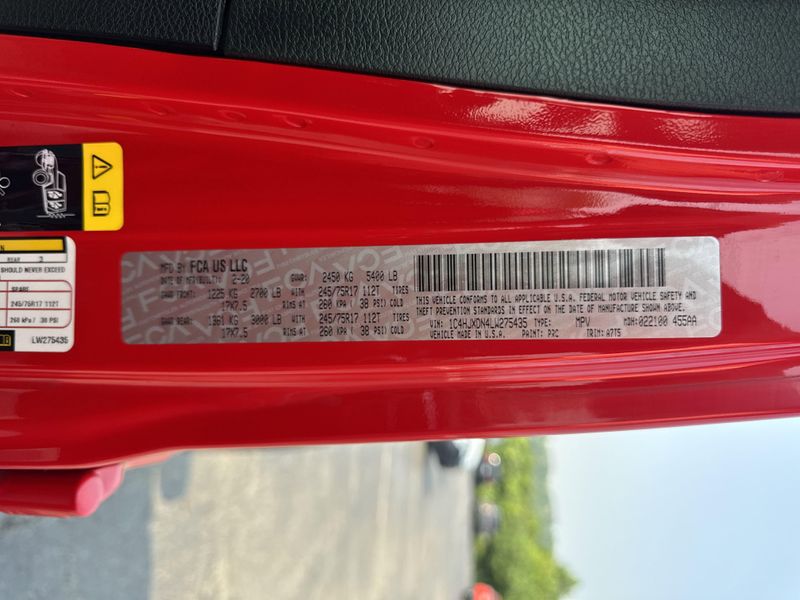 N
REAR 3
SHOULD NEVER EXCEED
SPARE
245/75R17 112T
260 kPa / 38 PSI
LW275435
MFD BY FCA US LLC
DATE OF MFR 2-20 GVWR: 2450 KG 5400 LB
GAWR FRONT: 1225 KG 2700 LB WITH 245/75R17 112T TIRES
17X7.5 RIMS AT 260 KPA ( 38 PSI) COLD
GAWR REAR: 1361 KG 3000 LB WITH 245/75R17 112T TIRES
17X7.5 RIMS AT 260 KPA ( 38 PSI) COLD
THIS VEHICLE CONFORMS TO ALL APPLICABLE U.S.A. FEDERAL MOTOR VEHICLE SAFETY AND
THEFT PREVENTION STANDARDS IN EFFECT ON THE DATE OF MANUFACTURE SHOWN ABOVE.
VIN: 1C4HJXDN4LW275435 TYPE: MPV MDH:022100 455AA
VEHICLE MADE IN U.S.A. PAINT: PRC TRIM: A7T5